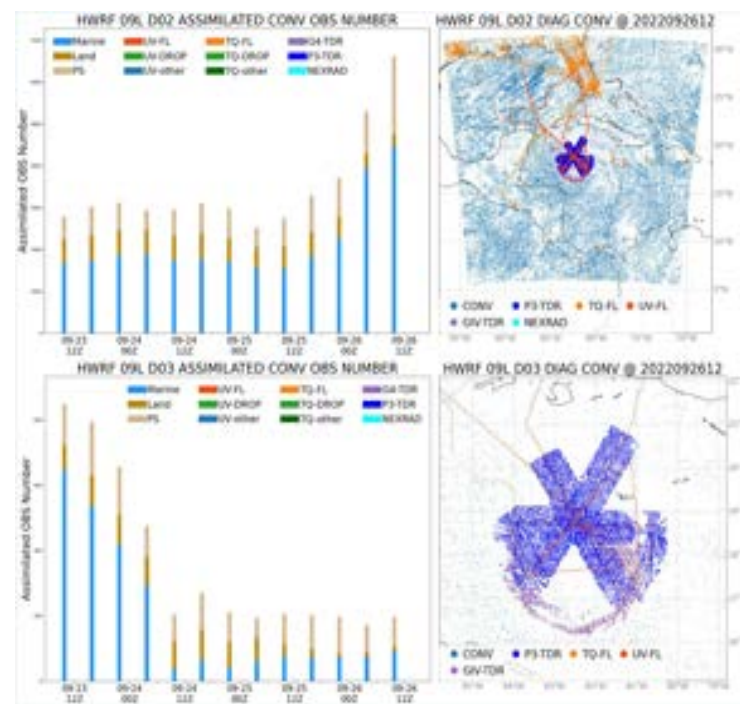 HWRF 09L D02 ASSIMILATED CONV OBS NUMBER
Marine UV-FL TQ-FL G4-TDR
Land UV-DROP TQ-DROP P3-TDR
PS UV-other TQ-other NEXRAD
Assimilated OBS Number
09-23 12Z
09-24 00Z
09-24 12Z
09-25 00Z
09-25 12Z
09-26 00Z
09-26 12Z
HWRF 09L D02 DIAG CONV @ 2022092612
CONV P3-TDR TQ-FL UV-FL
GIV-TDR NEXRAD
HWRF 09L D03 ASSIMILATED CONV OBS NUMBER
Marine UV-FL TQ-FL G4-TDR
Land UV-DROP TQ-DROP P3-TDR
PS UV-other TQ-other NEXRAD
Assimilated OBS Number
09-23 12Z
09-24 00Z
09-24 12Z
09-25 00Z
09-25 12Z
09-26 00Z
09-26 12Z
HWRF 09L D03 DIAG CONV @ 2022092612
CONV P3-TDR TQ-FL UV-FL
GIV-TDR